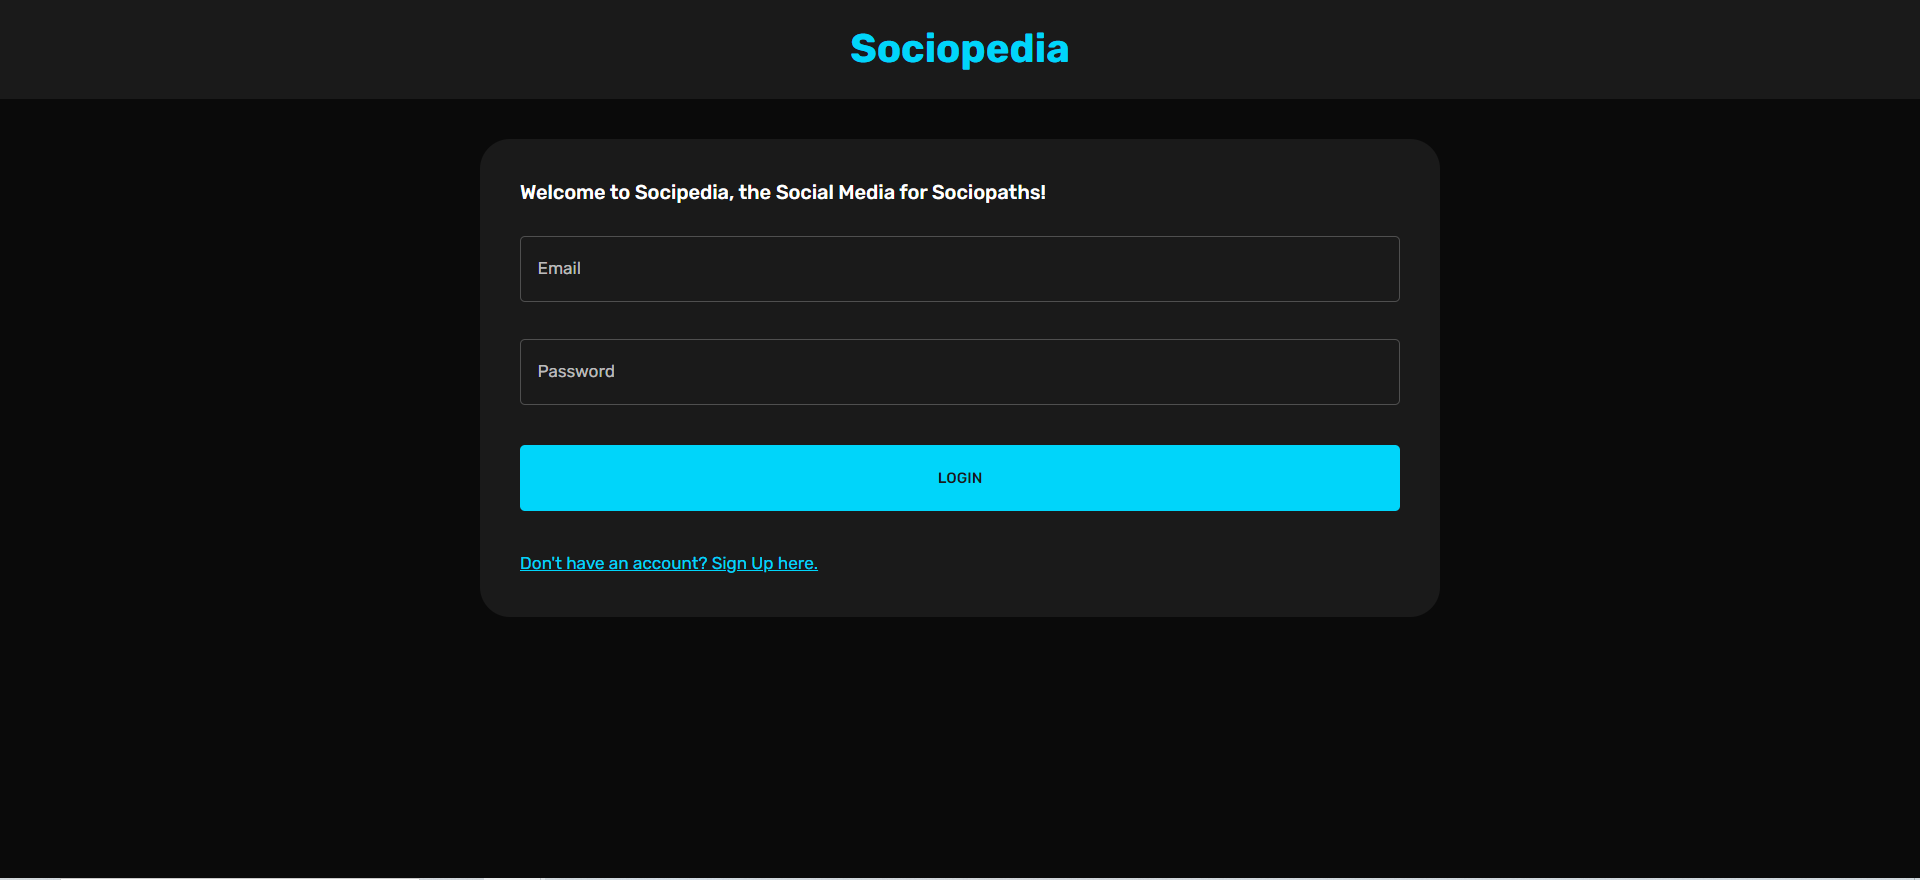 Sociopedia
Welcome to Socipedia, the Social Media for Sociopaths!
Email
Password
LOGIN
Don't have an account? Sign Up here.